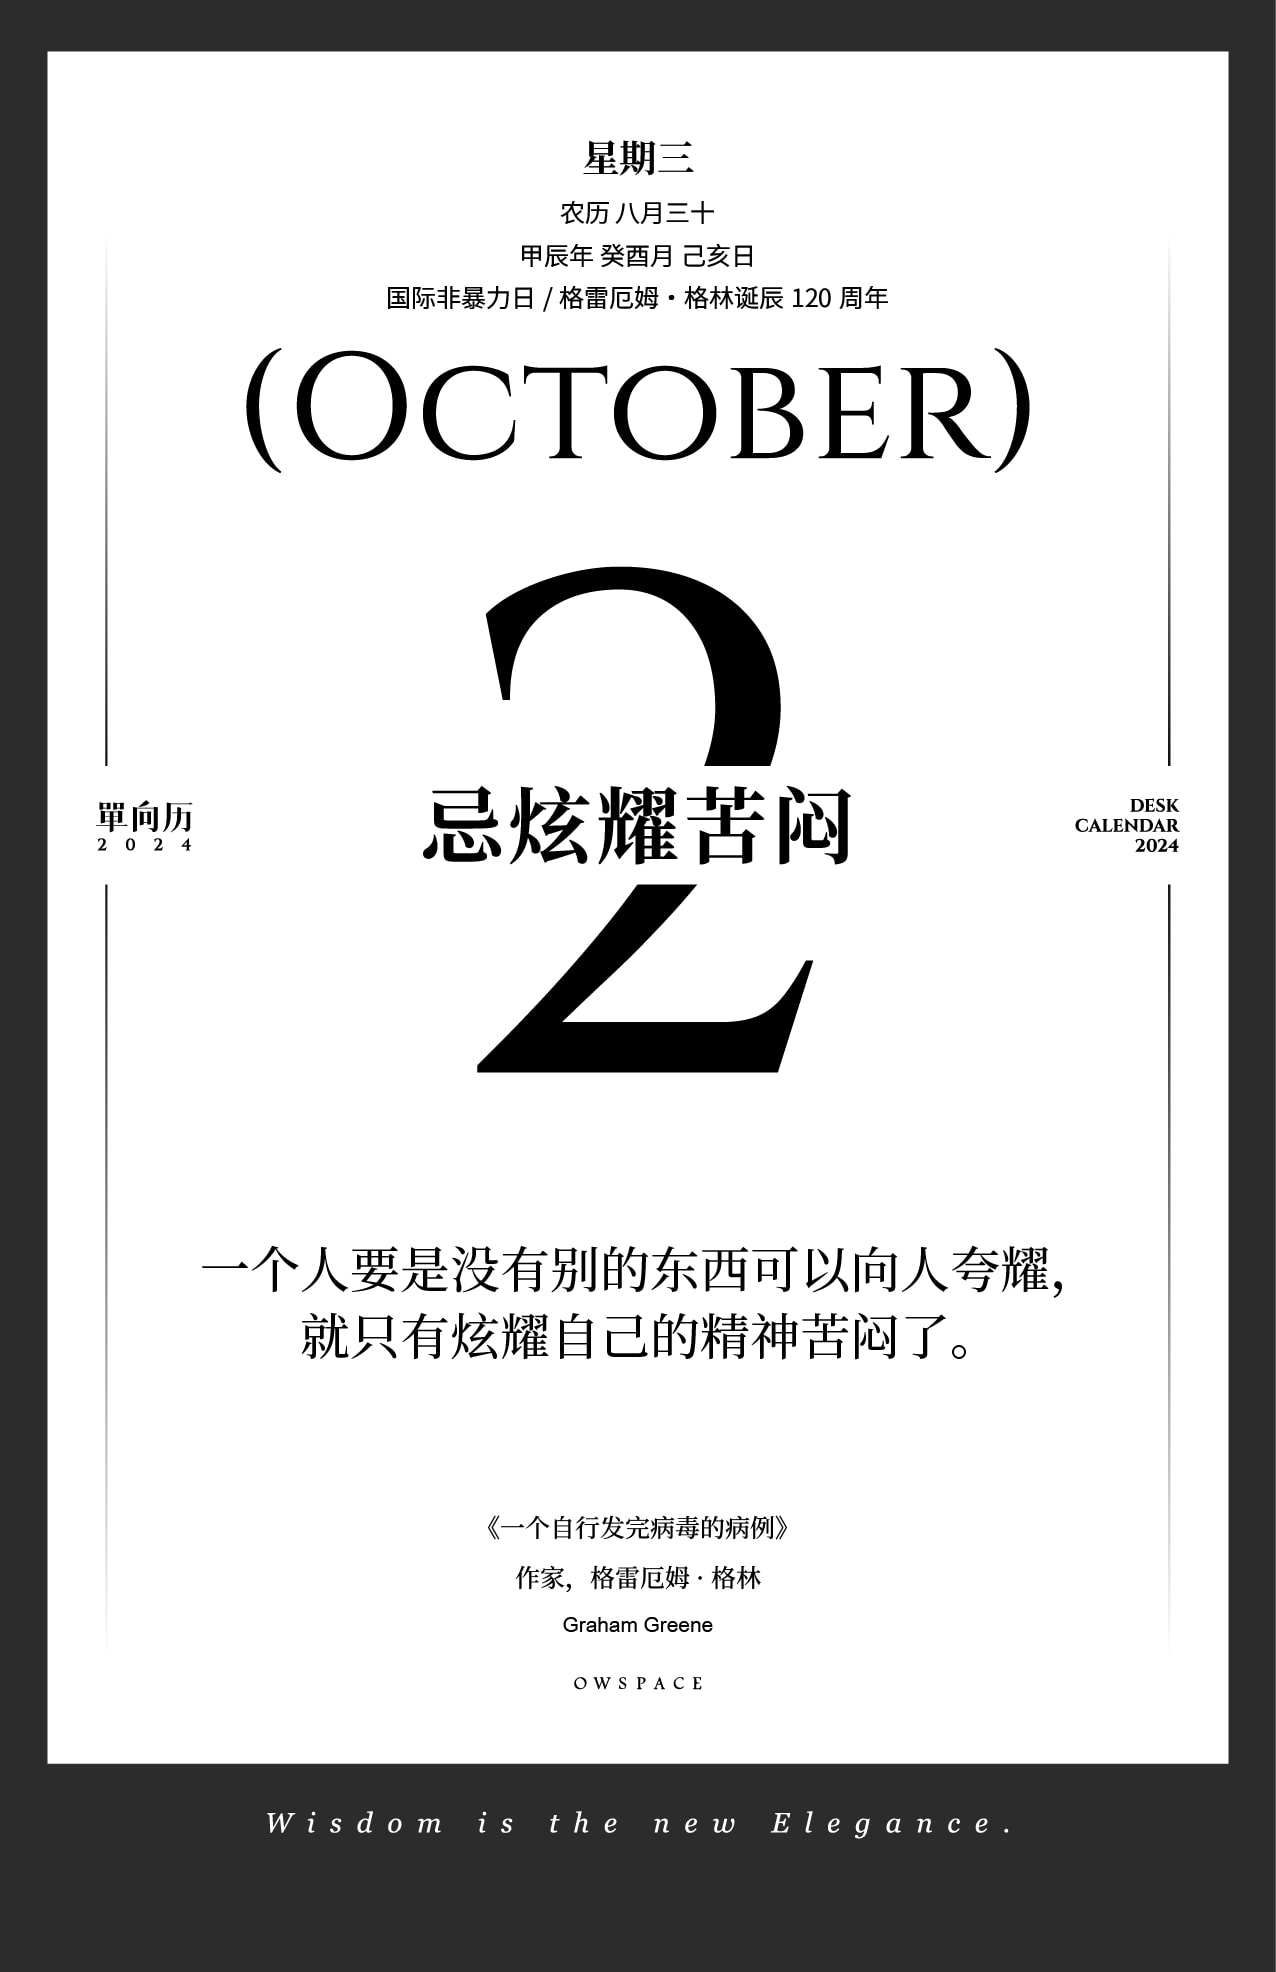 星期三
农历 八月三十
甲辰年 癸酉月 己亥日
国际非暴力日 / 格雷厄姆・格林诞辰 120 周年
(OCTOBER)
2
忌炫耀苦闷
單向历
2024
DESK
CALENDAR
2024
一个人要是没有别的东西可以向人夸耀，
就只有炫耀自己的精神苦闷了。
《一个自行发完病毒的病例》
作家，格雷厄姆 · 格林
Graham Greene
OWSPACE
Wisdom is the new Elegance.